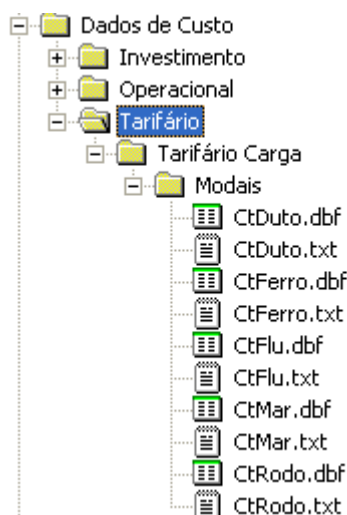 Dados de Custo
Investimento
Operacional
Tarifário
Tarifário Carga
Modais
CtDuto.dbf
CtDuto.txt
CtFerro.dbf
CtFerro.txt
CtFlu.dbf
CtFlu.txt
CtMar.dbf
CtMar.txt
CtRodo.dbf
CtRodo.txt